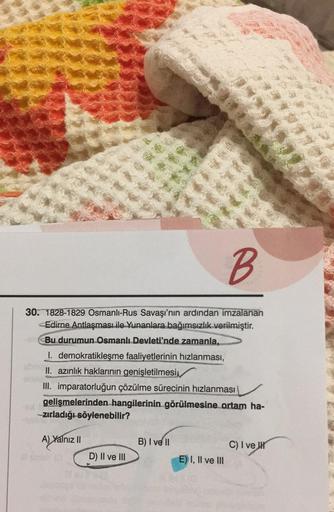 B
30. 1828-1829 Osmanlı-Rus Savaşı'nın ardından imzalanan
Edirne Antlaşması ile Yunanlara bağımsızlık verilmiştir.
Bu durumun Osmanlı Devleti'nde zamanla,
I. demokratikleşme faaliyetlerinin hızlanması,
II. azınlık haklarının genişletilmesi,
III. imparatorluğun çözülme sürecinin hızlanması
gelişmelerinden hangilerinin görülmesine ortam ha-
zırladığı söylenebilir?
A) Yalnız II B) I ve II C) I ve III
D) II ve III E) I, II ve III